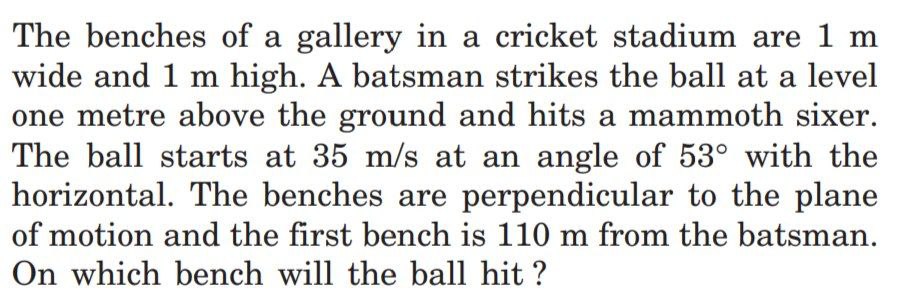 The benches of a gallery in a cricket stadium are 1 m
wide and 1 m high. A batsman strikes the ball at a level
one metre above the ground and hits a mammoth sixer.
The ball starts at 35 m/s at an angle of 53° with the
horizontal. The benches are perpendicular to the plane
of motion and the first bench is 110 m from the batsman.
On which bench will the ball hit ?